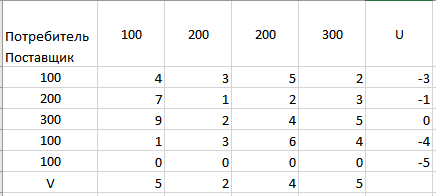 Потребитель
Поставщик 100 200 200 300 U
100 4 3 5 2 -3
200 7 1 2 3 -1
300 9 2 4 5 0
100 1 3 6 4 -4
100 0 0 0 0 -5
V 5 2 4 5